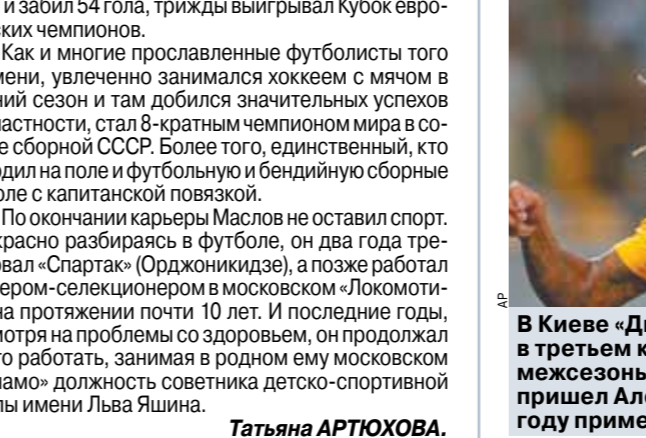 и забил 54 гола, трижды выигрывал Кубок евро-
ских чемпионов.
Как и многие прославленные футболисты того
мени, увлеченно занимался хоккеем с мячом в
ний сезон и там добился значительных успехов
частности, стал 8-кратным чемпионом мира в со-
е сборной СССР. Более того, единственный, кто
одил на поле и футбольную и бендийную сборные
оле с капитанской повязкой.
По окончании карьеры Маслов не оставил спорт.
красно разбираясь в футболе, он два года тре-
овал «Спартак» (Орджоникидзе), а позже работал
ером-селекционером в московском «Локомоти-
на протяжении почти 10 лет. И последние годы,
мотря на проблемы со здоровьем, он продолжал
то работать, занимая в родном ему московском
намо» должность советника детско-спортивной
лы имени Льва Яшина.
Татьяна АРТЮХОВА.
AP
В Киеве «Ди
в третьем к
межсезонь
пришел Але
году приме